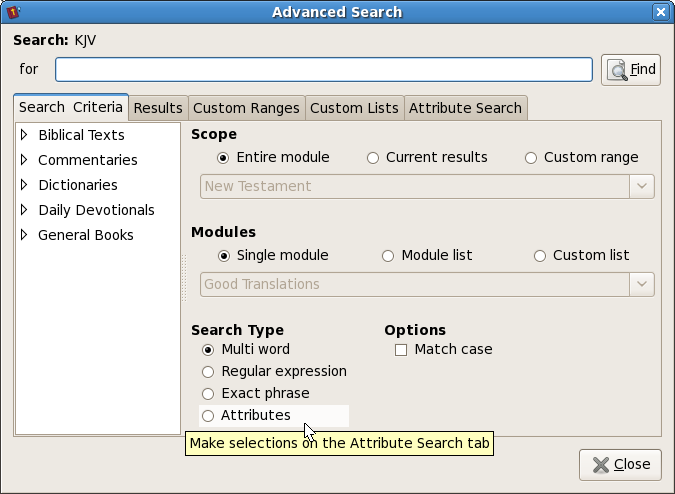 Advanced Search
Search: KJV
for
Find
Search Criteria Results Custom Ranges Custom Lists Attribute Search
Biblical Texts
Commentaries
Dictionaries
Daily Devotionals
General Books
Scope
Entire module Current results Custom range
New Testament
Modules
Single module Module list Custom list
Good Translations
Search Type
Multi word
Regular expression
Exact phrase
Attributes
Options
Match case
Make selections on the Attribute Search tab
Close